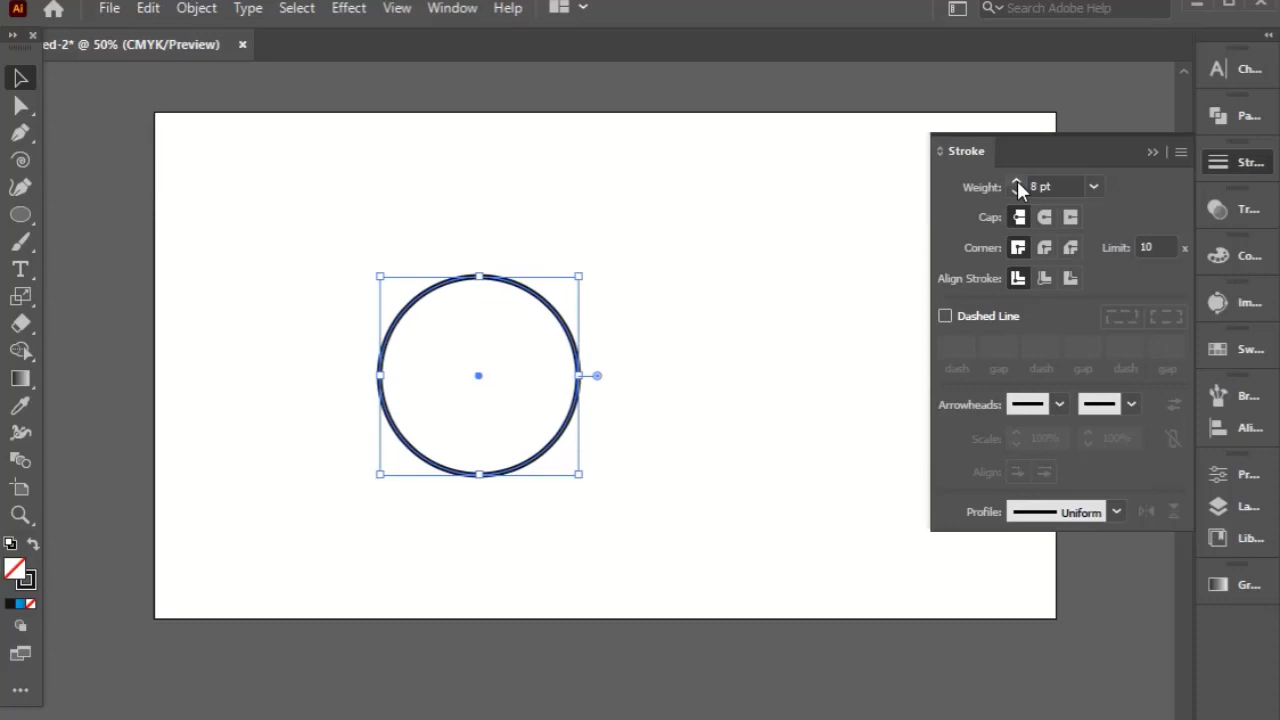 Ai File Edit Object Type Select Effect View Window Help Search Adobe Help
ed-2* @ 50% (CMYK/Preview) ×
Stroke
Weight: 8 pt
Cap:
Corner: Limit: 10 x
Align Stroke:
Dashed Line
dash gap dash gap dash gap
Arrowheads:
Scale: 100% 100%
Align:
Profile: Uniform
Ch...
Pa...
Str...
Tr...
Co...
Im...
Sw...
Br...
Ali...
Pr...
La...
Lib...
Gr...